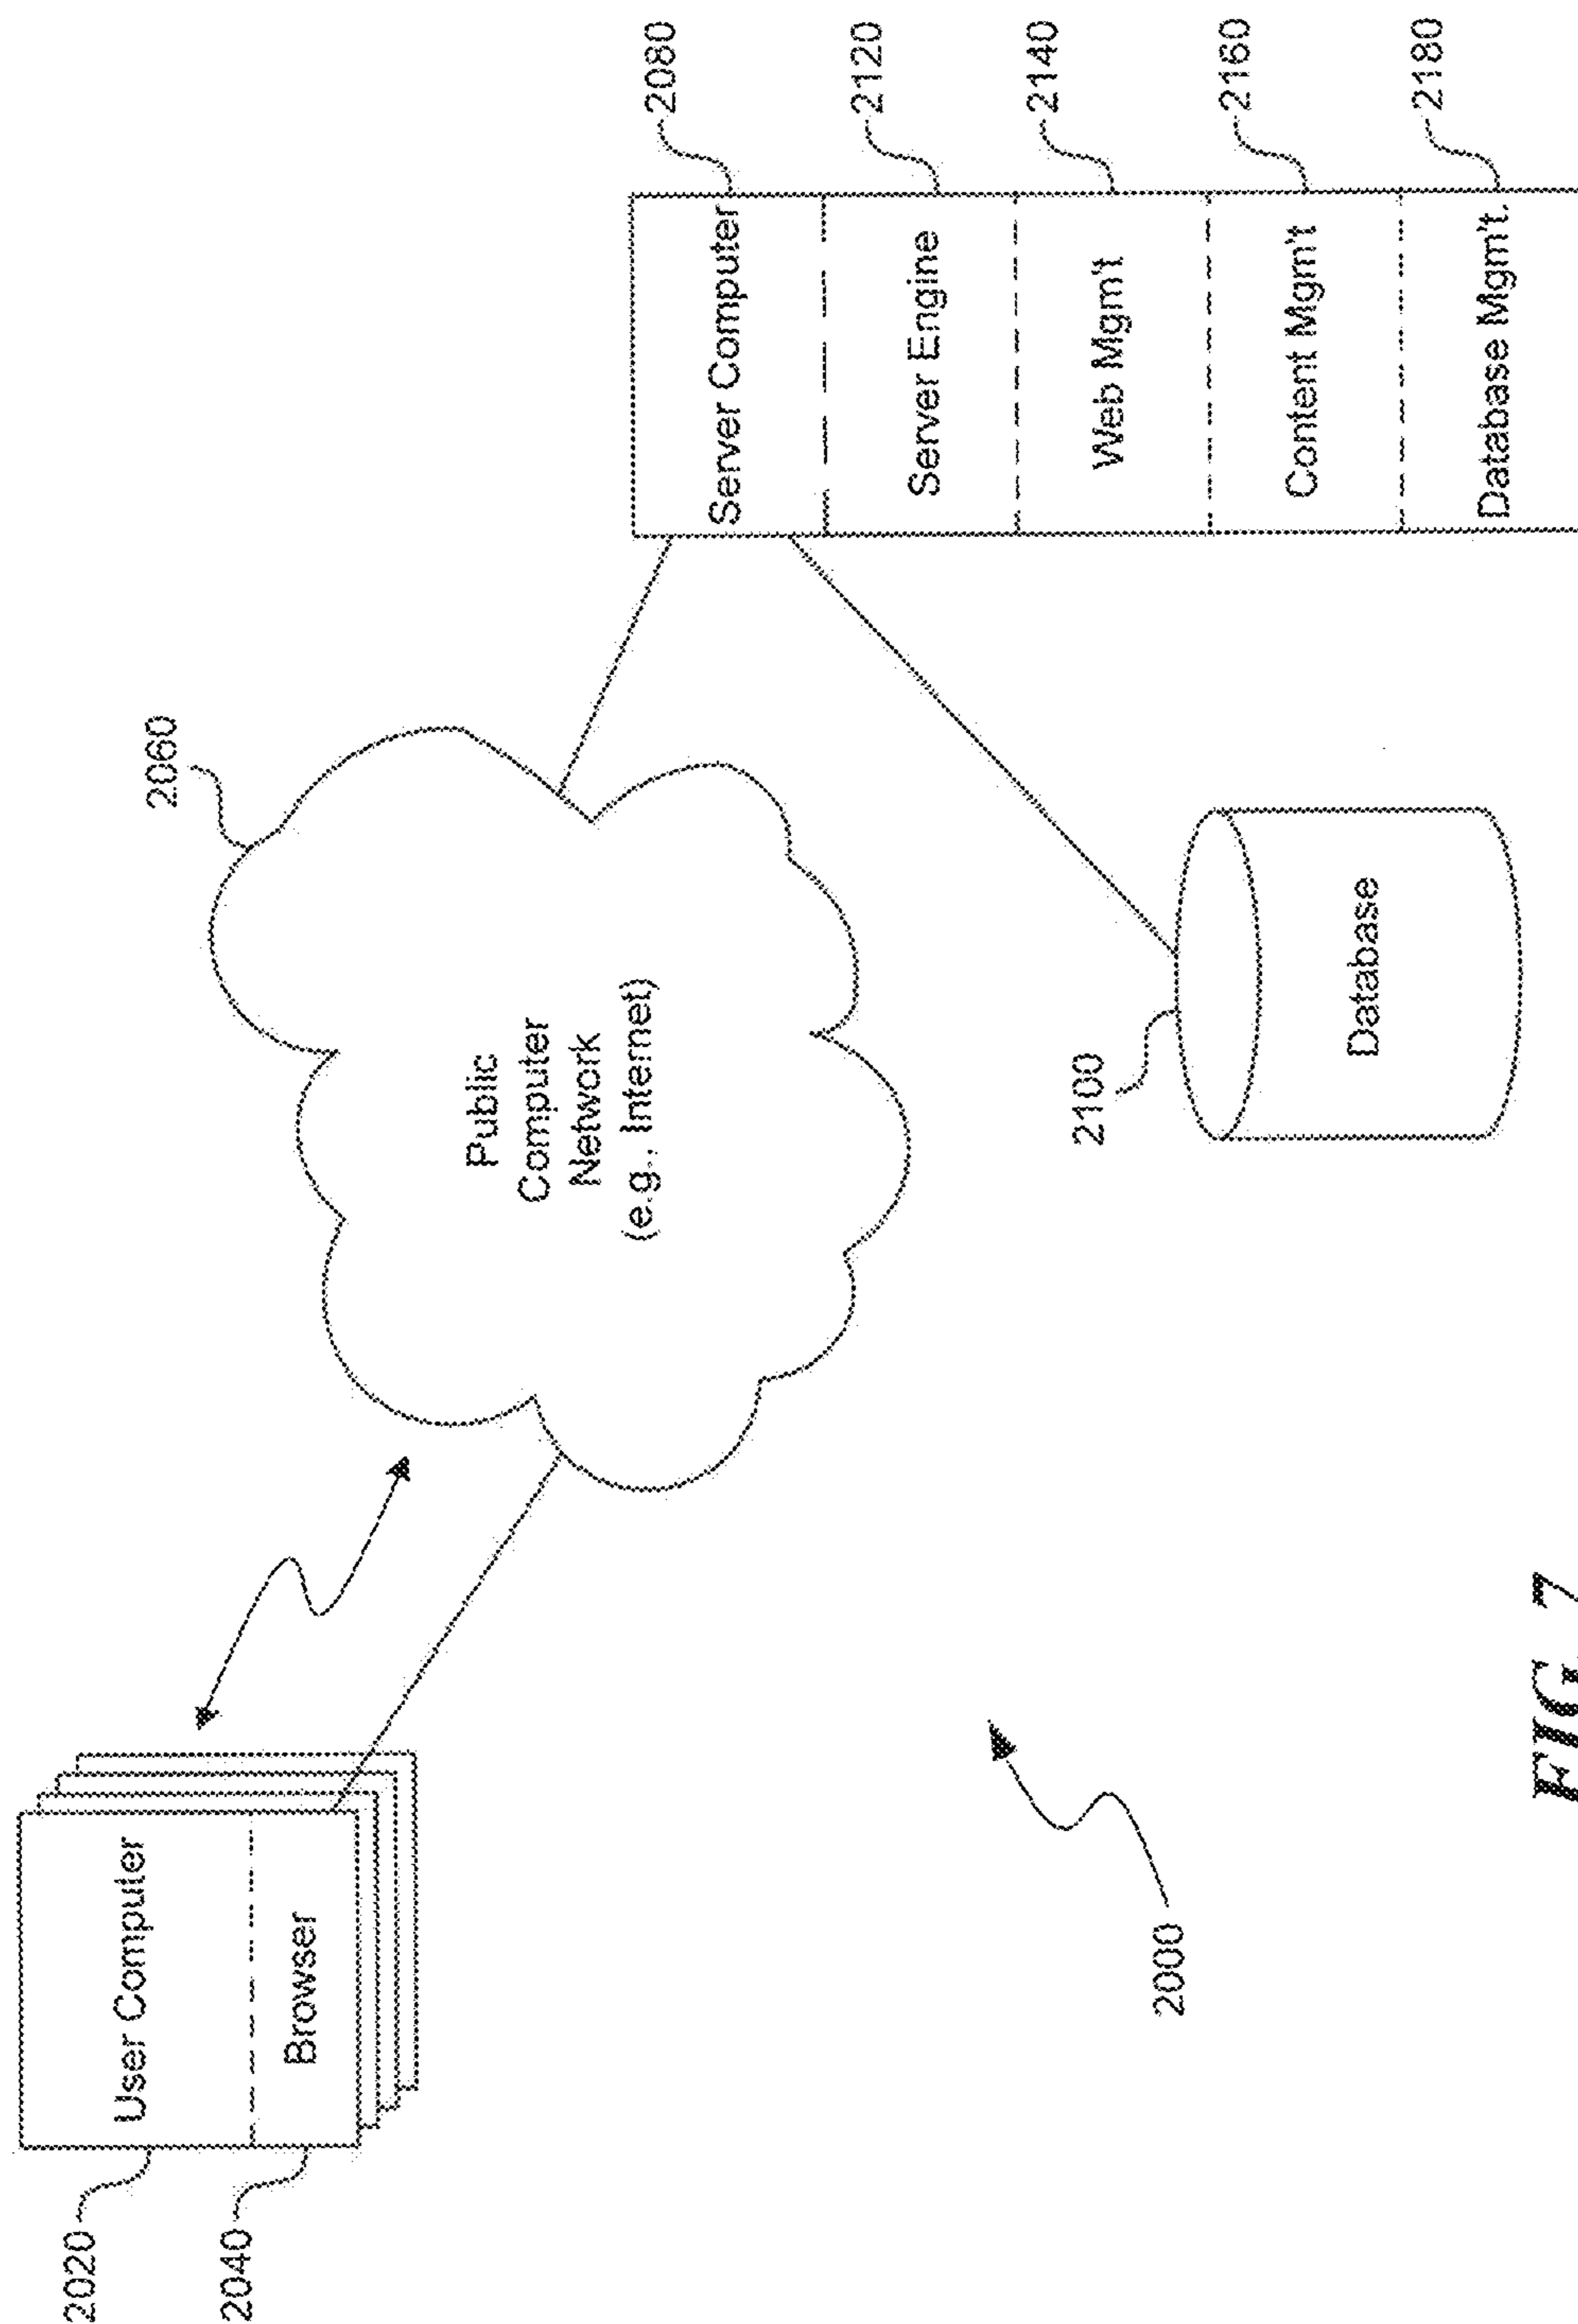 2020
User Computer
2040
Browser
2060
Public
Computer
Network
(e.g., Internet)
2080
Server Computer
2120
Server Engine
2140
Web Mgm't
2160
Content Mgm't
2180
Database Mgm't.
2100
Database
2000
FIG. 7